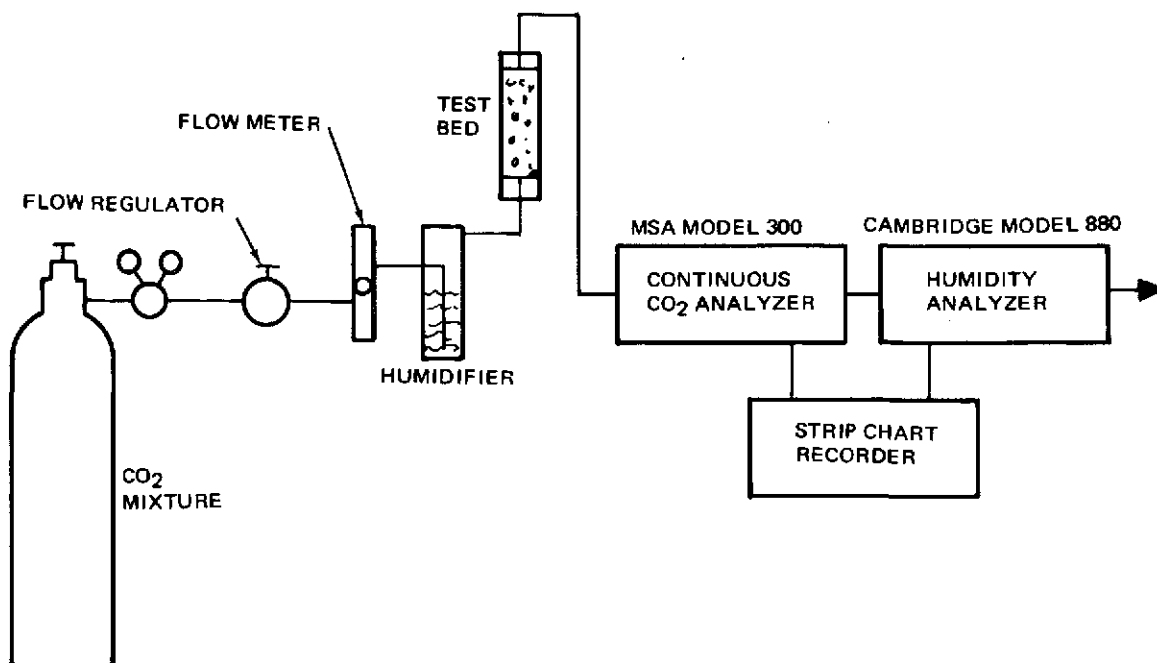 TEST
BED
FLOW METER
FLOW REGULATOR
MSA MODEL 300
CAMBRIDGE MODEL 880
CONTINUOUS
CO2 ANALYZER
HUMIDITY
ANALYZER
HUMIDIFIER
STRIP CHART
RECORDER
CO2
MIXTURE